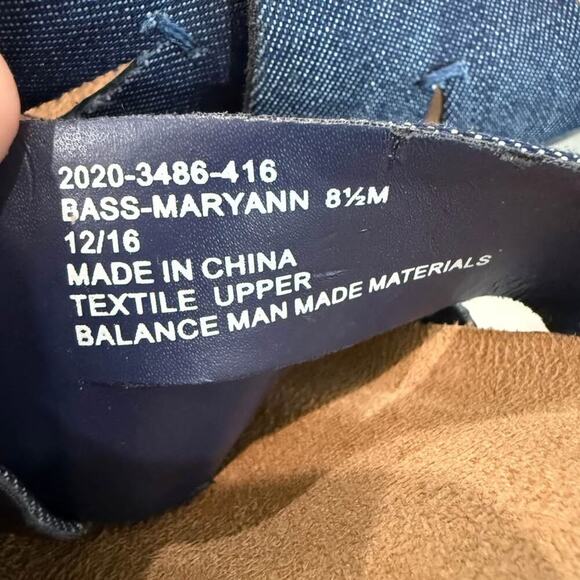 2020-3486-416
BASS-MARYANN 8½M
12/16
MADE IN CHINA
TEXTILE UPPER
BALANCE MAN MADE MATERIALS